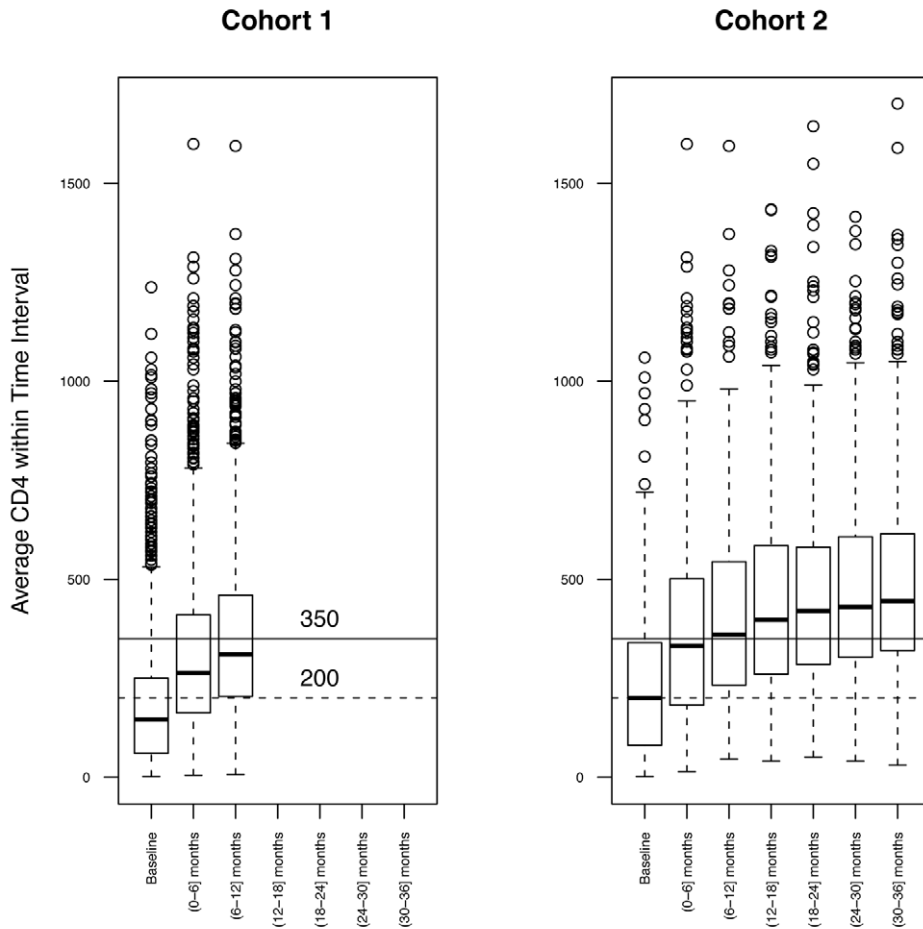 Cohort 1
Cohort 2
Average CD4 within Time Interval
1500
1000
500
0
350
200
Baseline
(0–6] months
(6–12] months
(12–18] months
(18–24] months
(24–30] months
(30–36] months
1500
1000
500
0
Baseline
(0–6] months
(6–12] months
(12–18] months
(18–24] months
(24–30] months
(30–36] months